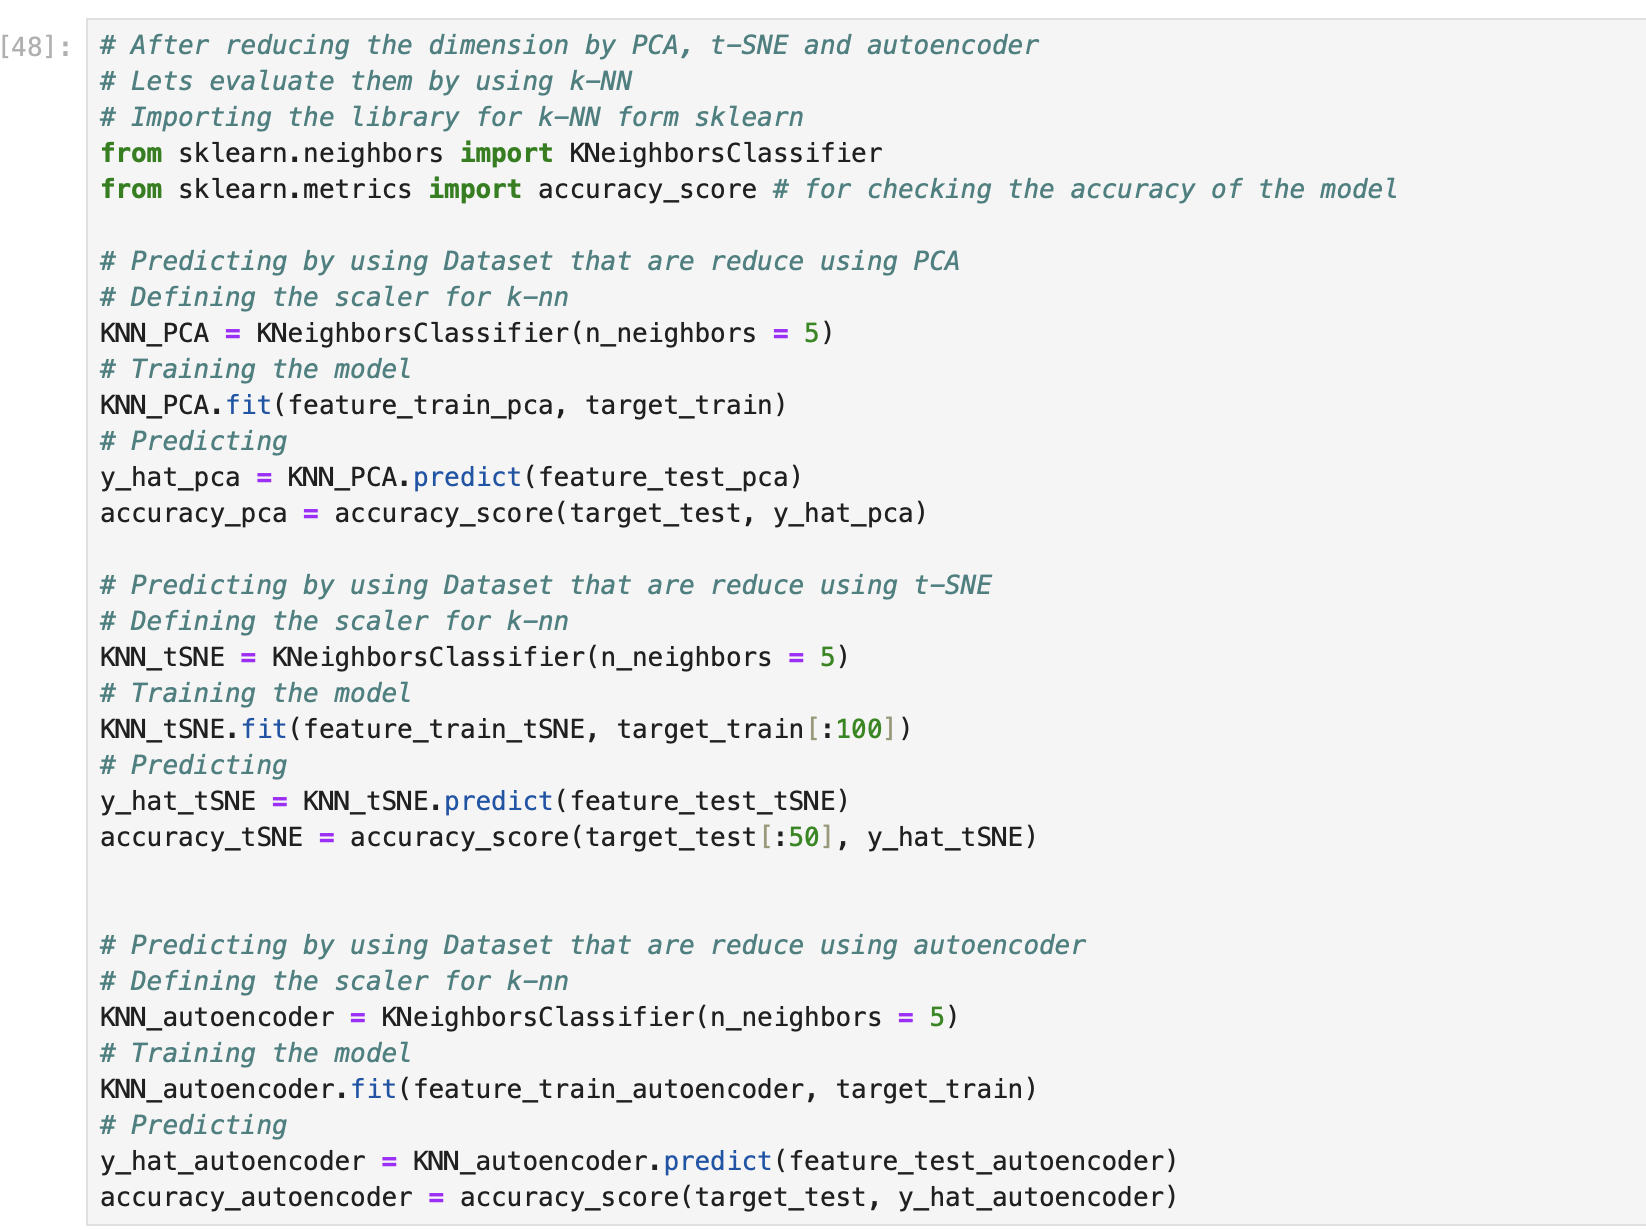 [48]:
# After reducing the dimension by PCA, t-SNE and autoencoder
# Lets evaluate them by using k-NN
# Importing the library for k-NN form sklearn
from sklearn.neighbors import KNeighborsClassifier
from sklearn.metrics import accuracy_score # for checking the accuracy of the model
# Predicting by using Dataset that are reduce using PCA
# Defining the scaler for k-nn
KNN_PCA = KNeighborsClassifier(n_neighbors = 5)
# Training the model
KNN_PCA.fit(feature_train_pca, target_train)
# Predicting
y_hat_pca = KNN_PCA.predict(feature_test_pca)
accuracy_pca = accuracy_score(target_test, y_hat_pca)
# Predicting by using Dataset that are reduce using t-SNE
# Defining the scaler for k-nn
KNN_tSNE = KNeighborsClassifier(n_neighbors = 5)
# Training the model
KNN_tSNE.fit(feature_train_tSNE, target_train[:100])
# Predicting
y_hat_tSNE = KNN_tSNE.predict(feature_test_tSNE)
accuracy_tSNE = accuracy_score(target_test[:50], y_hat_tSNE)
# Predicting by using Dataset that are reduce using autoencoder
# Defining the scaler for k-nn
KNN_autoencoder = KNeighborsClassifier(n_neighbors = 5)
# Training the model
KNN_autoencoder.fit(feature_train_autoencoder, target_train)
# Predicting
y_hat_autoencoder = KNN_autoencoder.predict(feature_test_autoencoder)
accuracy_autoencoder = accuracy_score(target_test, y_hat_autoencoder)